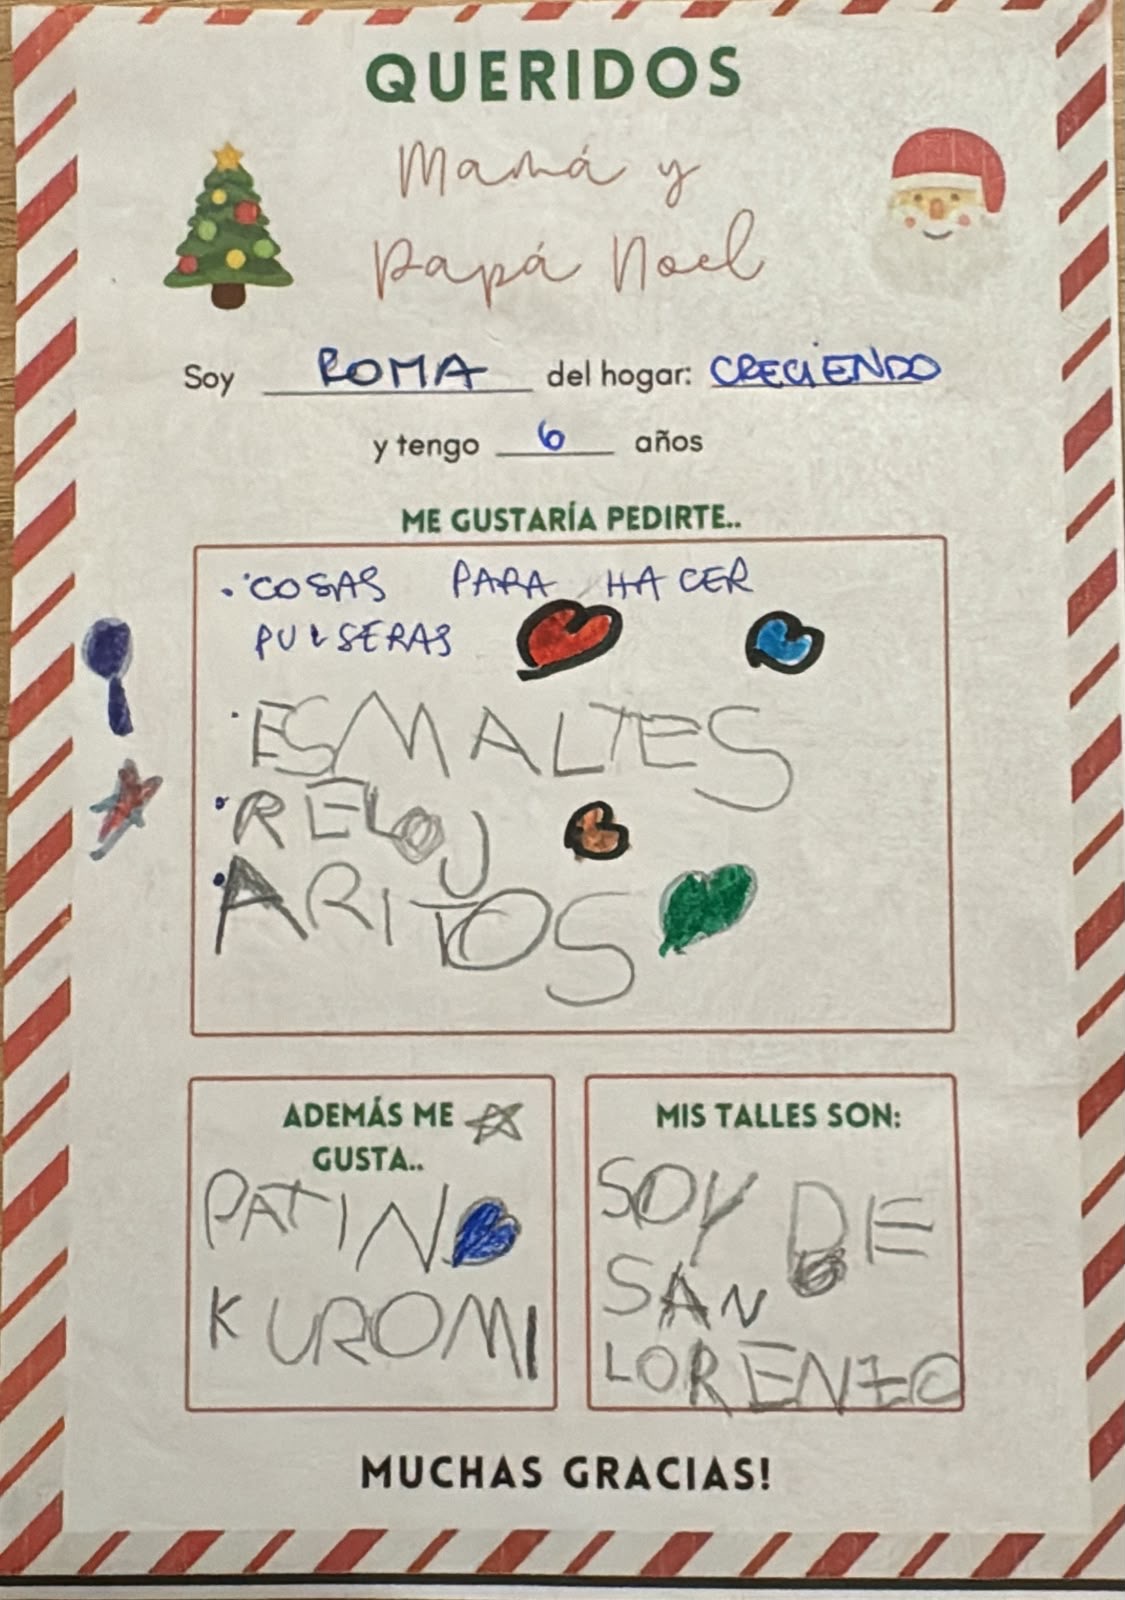 QUERIDOS
Mamá y
Papá Noel
Soy ROMA del hogar: CRECIENDO
y tengo 6 años
ME GUSTARÍA PEDIRTE..
• COSAS PARA HACER
PULSERAS
• ESMALTES
• RELOJ
• ARITOS
ADEMÁS ME
GUSTA..
PATIN
KUROMI
MIS TALLES SON:
SOY DE
SAN
LORENZO
MUCHAS GRACIAS!